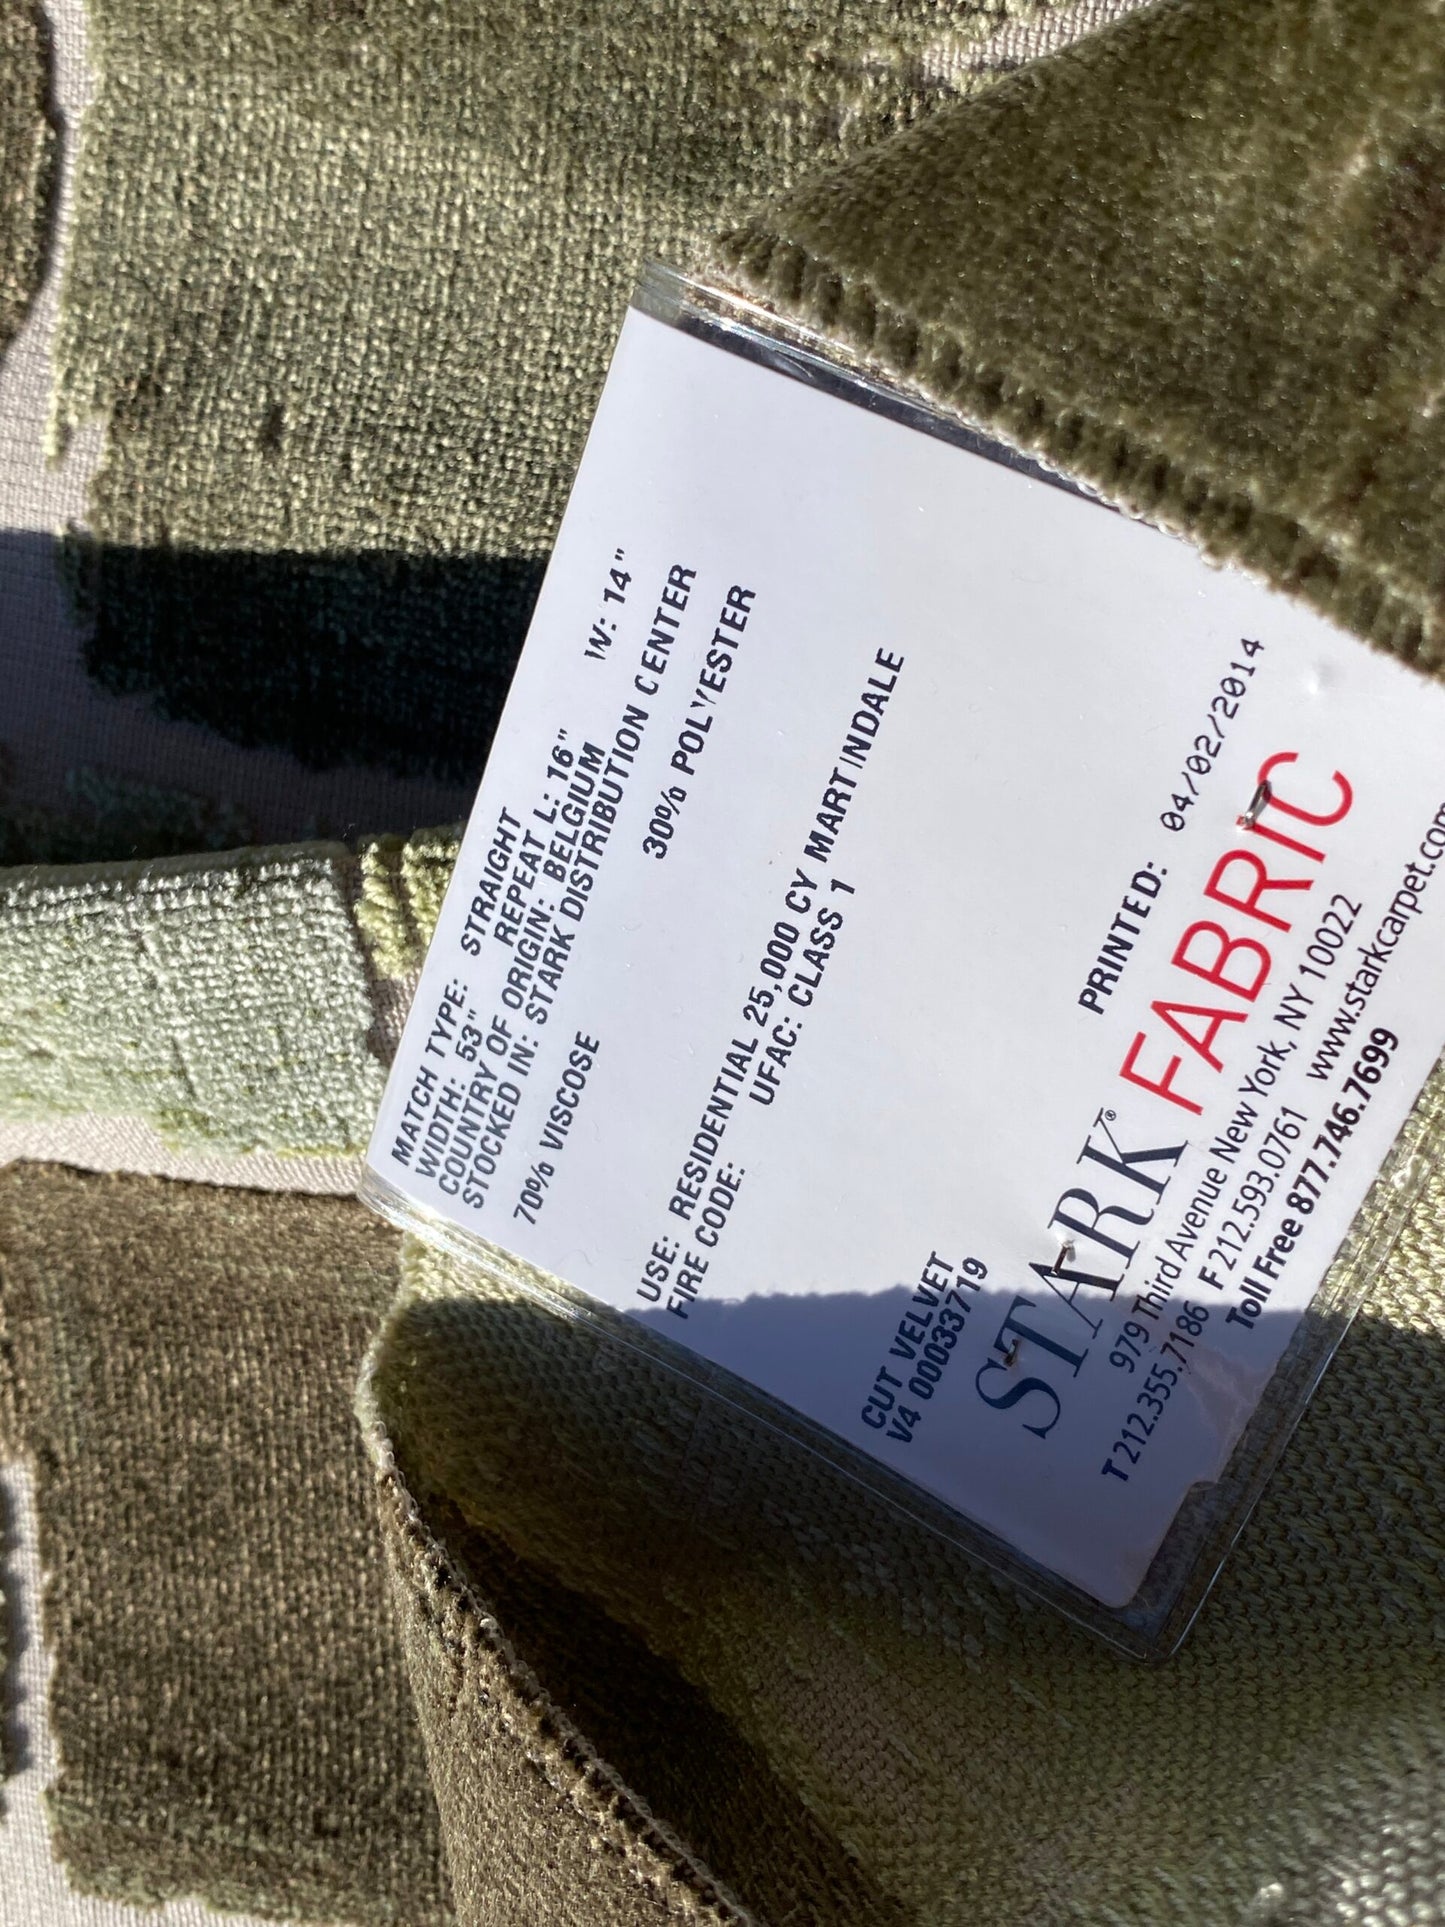 MATCH TYPE: STRAIGHT
WIDTH: 53" REPEAT L: 16" W: 14"
COUNTRY OF ORIGIN: BELGIUM
STOCKED IN: STARK DISTRIBUTION CENTER
70% VISCOSE 30% POLYESTER
USE: RESIDENTIAL 25,000 CY MARTINDALE
FIRE CODE: UFAC: CLASS 1
CUT VELVET
V4 00033719 PRINTED: 04/02/2014
STARK® FABRIC
979 Third Avenue New York, NY 10022
T 212.355.7186 F 212.593.0761 www.starkcarpet.com
Toll Free 877.746.7699